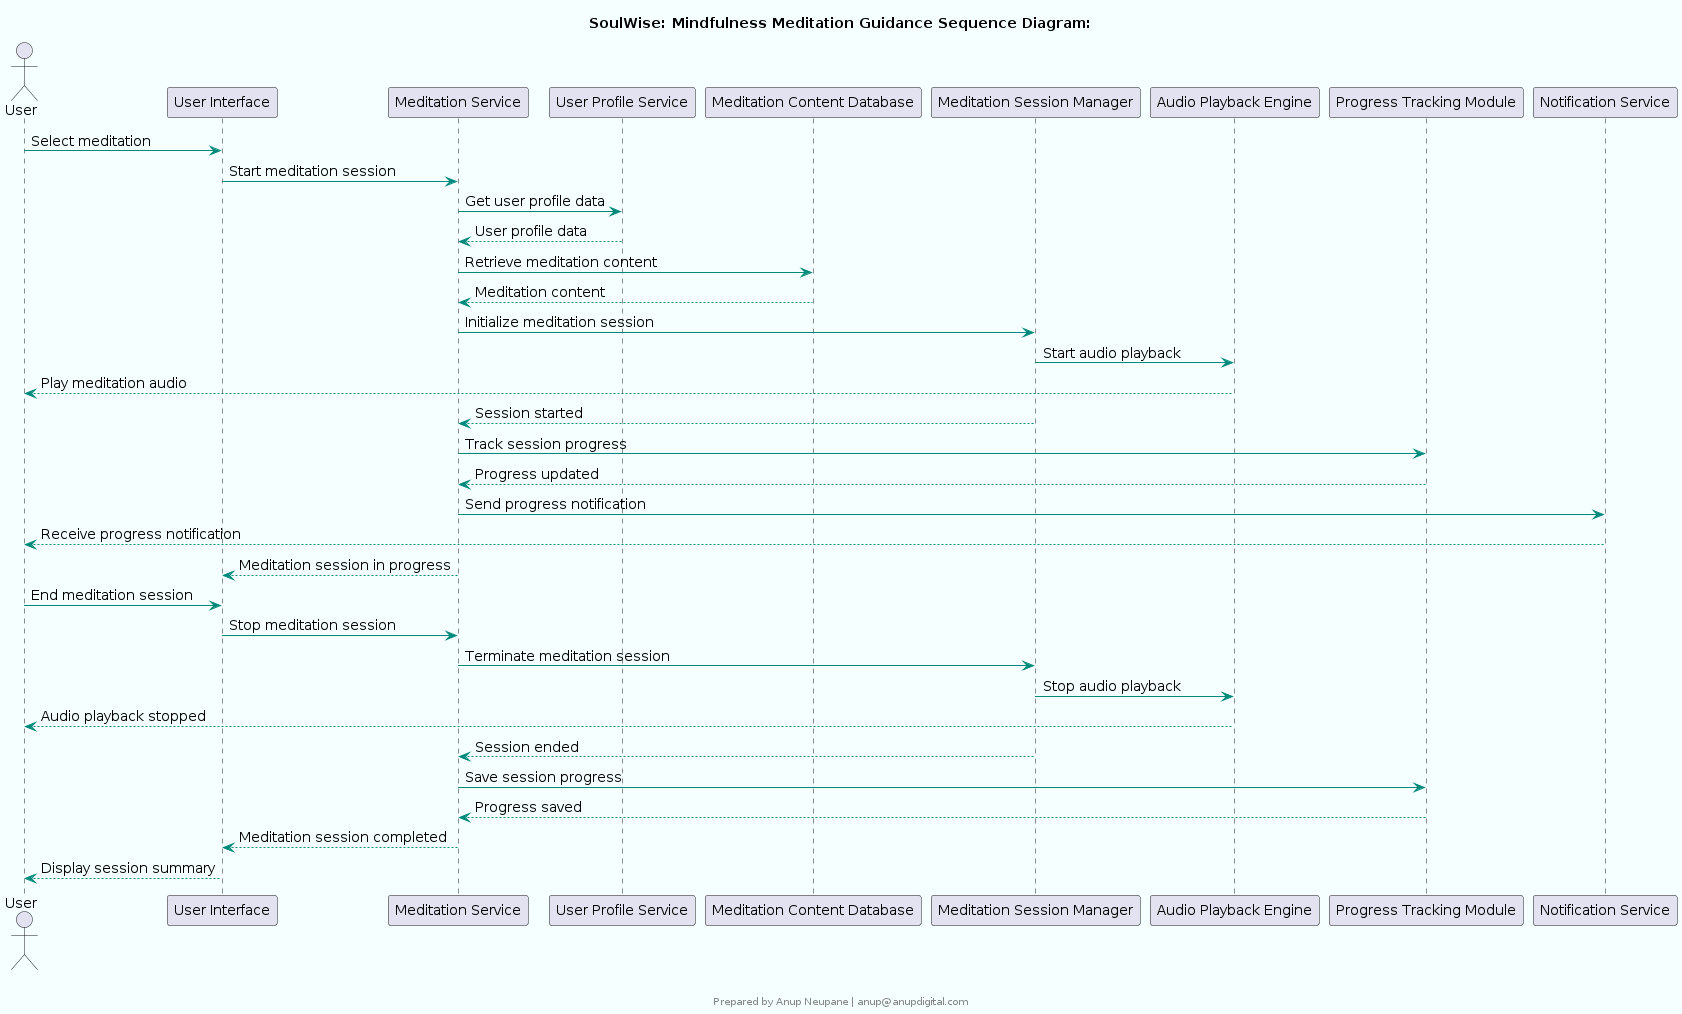 SoulWise: Mindfulness Meditation Guidance Sequence Diagram:
User
User Interface
Meditation Service
User Profile Service
Meditation Content Database
Meditation Session Manager
Audio Playback Engine
Progress Tracking Module
Notification Service
Select meditation
Start meditation session
Get user profile data
User profile data
Retrieve meditation content
Meditation content
Initialize meditation session
Start audio playback
Play meditation audio
Session started
Track session progress
Progress updated
Send progress notification
Receive progress notification
Meditation session in progress
End meditation session
Stop meditation session
Terminate meditation session
Stop audio playback
Audio playback stopped
Session ended
Save session progress
Progress saved
Meditation session completed
Display session summary
User
User Interface
Meditation Service
User Profile Service
Meditation Content Database
Meditation Session Manager
Audio Playback Engine
Progress Tracking Module
Notification Service
Prepared by Anup Neupane | anup@anupdigital.com